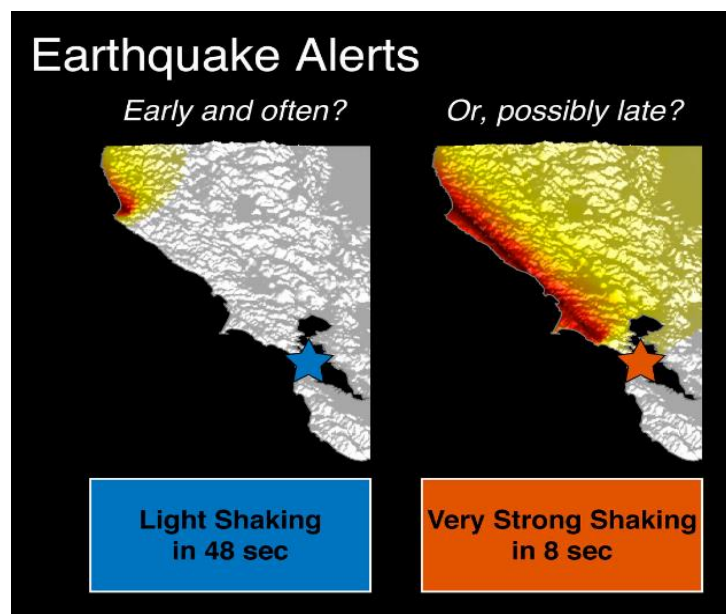 Earthquake Alerts
Early and often?
Or, possibly late?
Light Shaking
in 48 sec
Very Strong Shaking
in 8 sec